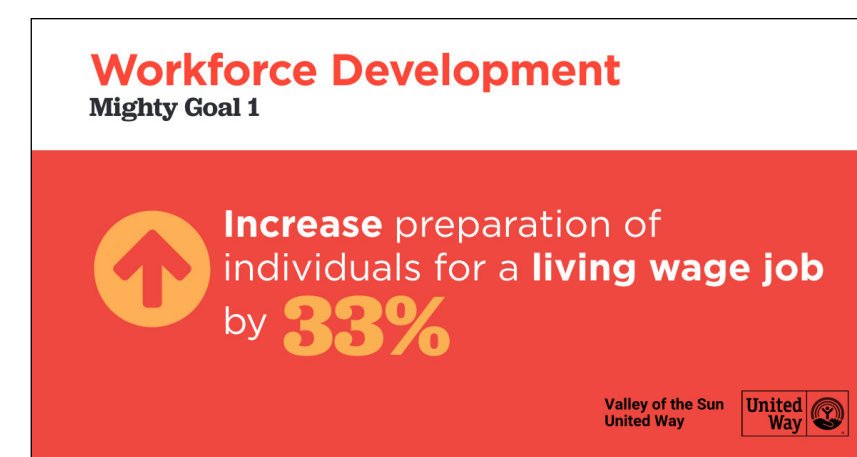 Workforce Development
Mighty Goal 1
Increase preparation of
individuals for a living wage job
by 33%
Valley of the Sun
United Way
United
Way